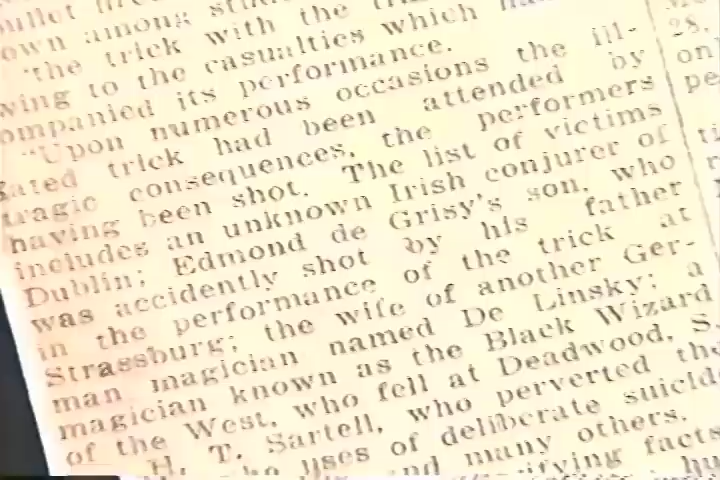 own among
"the trick with the
wing to the casualties which
ompanied its performance.
"Upon numerous occasions the ill-
gated trick had been attended by
tragic consequences, the performers
having been shot. The list of victims
includes an unknown Irish conjurer of
Dublin; Edmond de Grisy's son, who
was accidently shot by his father
in the performance of the trick at
Strassburg; the wife of another Ger-
man magician named De Linsky; a
magician known as the Black Wizard
of the West, who fell at Deadwood, S.
H. T. Sartell, who perverted the
uses of deliberate suicide
and many others.
facts
28,
on
pe